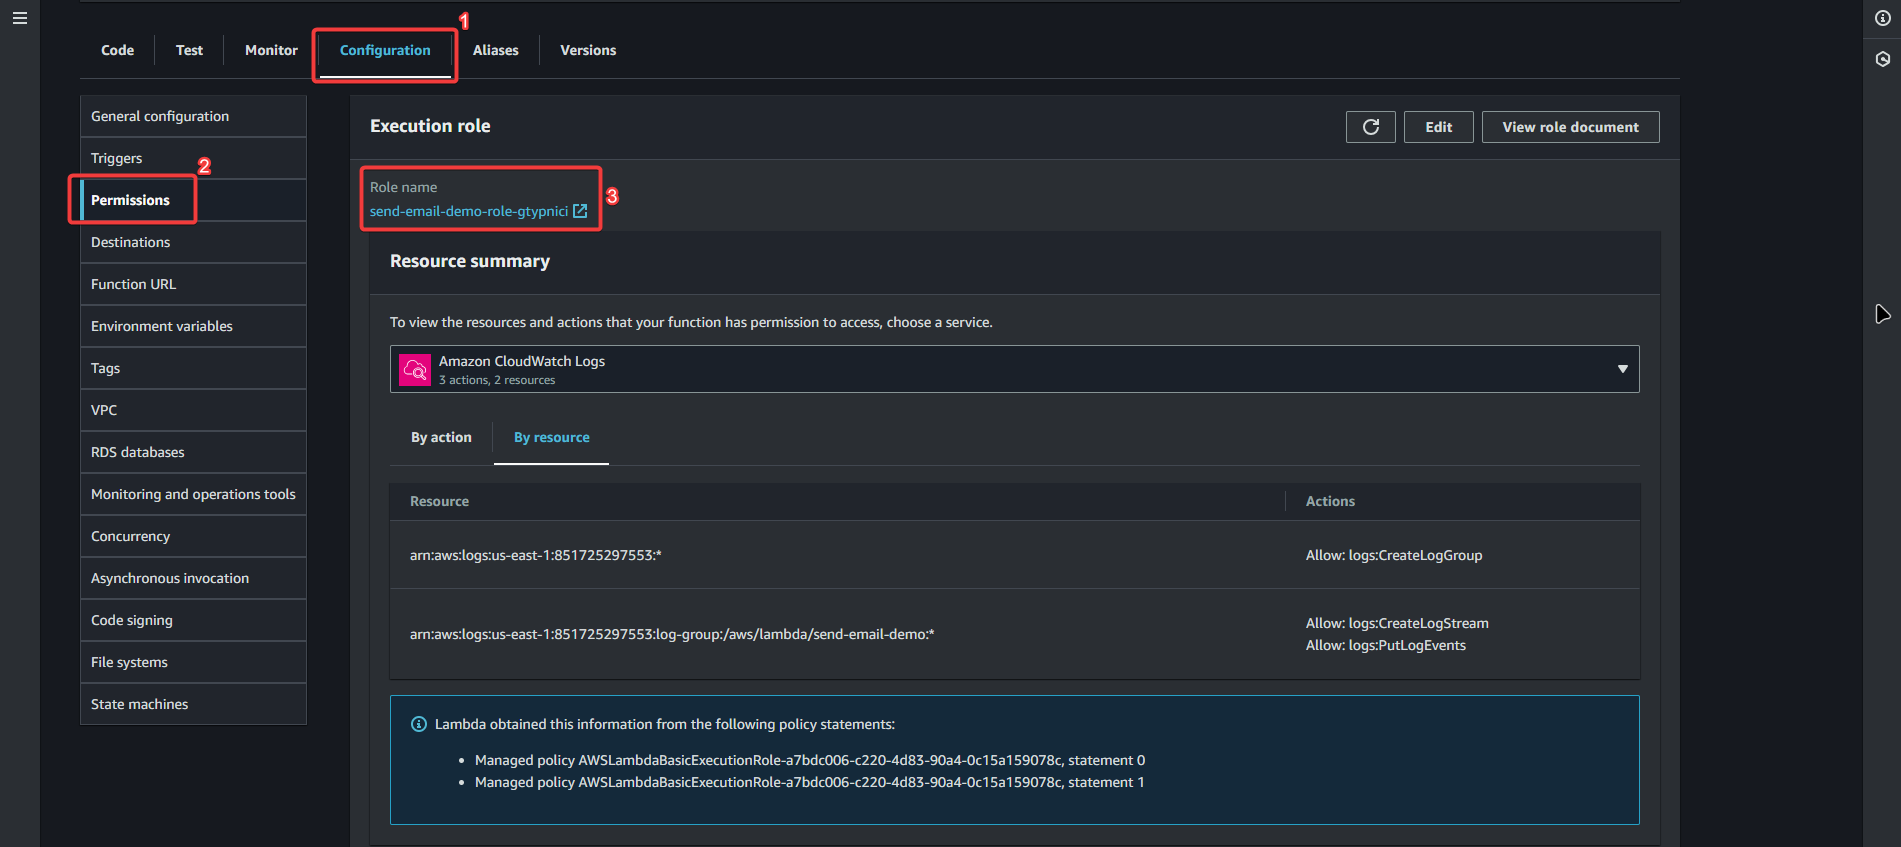 1
Code
Test
Monitor
Configuration
Aliases
Versions
General configuration
Triggers
2
Permissions
Destinations
Function URL
Environment variables
Tags
VPC
RDS databases
Monitoring and operations tools
Concurrency
Asynchronous invocation
Code signing
File systems
State machines
Execution role
Edit
View role document
Role name
send-email-demo-role-gtypnici
3
Resource summary
To view the resources and actions that your function has permission to access, choose a service.
Amazon CloudWatch Logs
3 actions, 2 resources
By action
By resource
Resource
Actions
arn:aws:logs:us-east-1:851725297553:*
Allow: logs:CreateLogGroup
arn:aws:logs:us-east-1:851725297553:log-group:/aws/lambda/send-email-demo:*
Allow: logs:CreateLogStream
Allow: logs:PutLogEvents
Lambda obtained this information from the following policy statements:
• Managed policy AWSLambdaBasicExecutionRole-a7bdc006-c220-4d83-90a4-0c15a159078c, statement 0
• Managed policy AWSLambdaBasicExecutionRole-a7bdc006-c220-4d83-90a4-0c15a159078c, statement 1